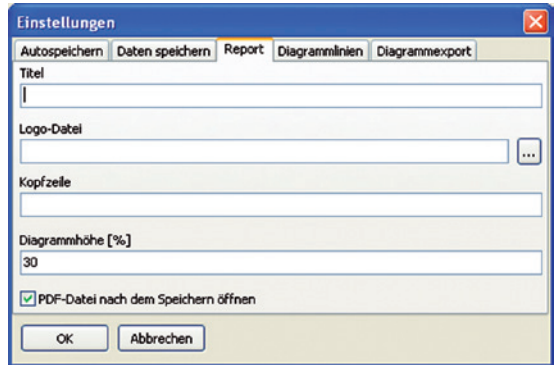 Einstellungen
Autospeichern Daten speichern Report Diagrammlinien Diagrammexport
Titel
Logo-Datei
...
Kopfzeile
Diagrammhöhe [%]
30
PDF-Datei nach dem Speichern öffnen
OK Abbrechen